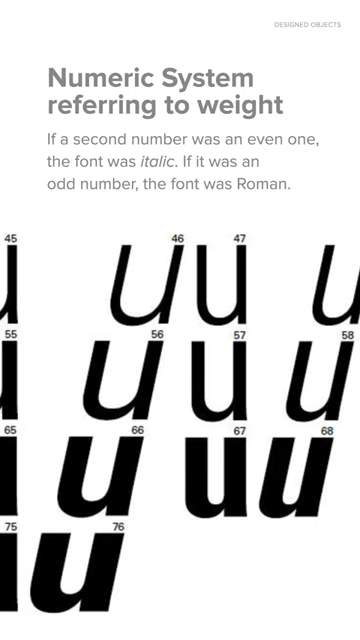 DESIGNED OBJECTS
Numeric System
referring to weight
If a second number was an even one,
the font was italic. If it was an
odd number, the font was Roman.
45 46 47
u u u u
55 56 57 58
u u u u
65 66 67 68
u u u u
75 76
u u